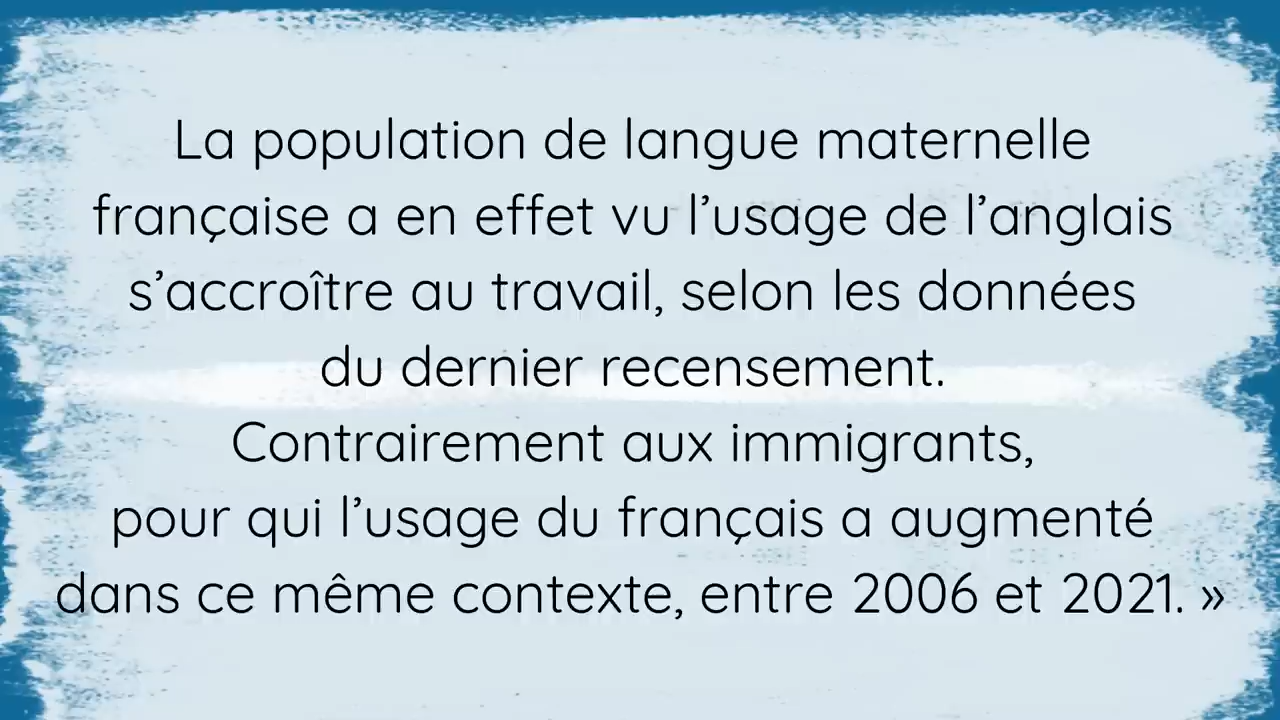 La population de langue maternelle
française a en effet vu l’usage de l’anglais
s’accroître au travail, selon les données
du dernier recensement.
Contrairement aux immigrants,
pour qui l’usage du français a augmenté
dans ce même contexte, entre 2006 et 2021. »